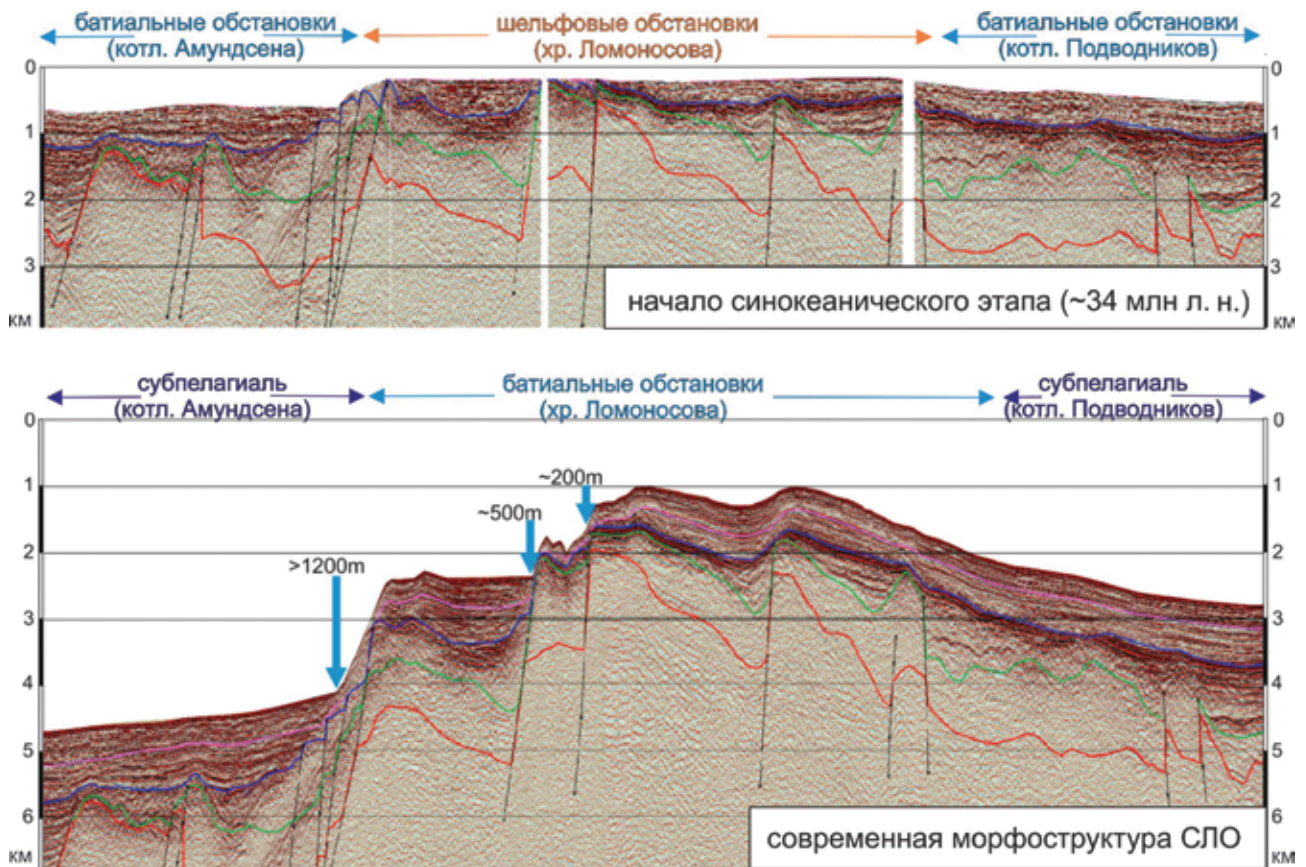 батиальные обстановки
(котл. Амундсена)
шельфовые обстановки
(хр. Ломоносова)
батиальные обстановки
(котл. Подводников)
0
0
1
1
2
2
3
3
км
км
начало синокеанического этапа (~34 млн л. н.)
субпелагиаль
(котл. Амундсена)
батиальные обстановки
(хр. Ломоносова)
субпелагиаль
(котл. Подводников)
0
0
1
1
~200m
~500m
2
2
>1200m
3
3
4
4
5
5
6
6
км
км
современная морфоструктура СЛО